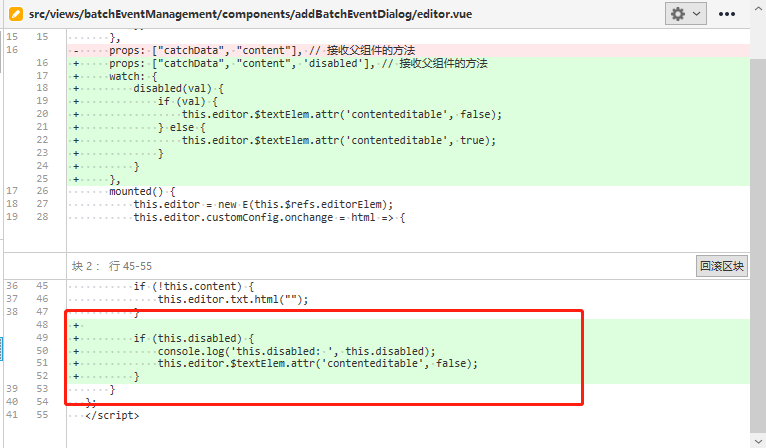 src/views/batchEventManagement/components/addBatchEventDialog/editor.vue
15 15 },
16 - props: ["catchData", "content"], // 接收父组件的方法
16 + props: ["catchData", "content", 'disabled'], // 接收父组件的方法
17 + watch: {
18 + disabled(val) {
19 + if (val) {
20 + this.editor.$textElem.attr('contenteditable', false);
21 + } else {
22 + this.editor.$textElem.attr('contenteditable', true);
23 + }
24 + }
25 + },
17 26 mounted() {
18 27 this.editor = new E(this.$refs.editorElem);
19 28 this.editor.customConfig.onchange = html => {
块 2： 行 45-55
回滚区块
36 45 if (!this.content) {
37 46 this.editor.txt.html("");
38 47 }
48 +
49 + if (this.disabled) {
50 + console.log('this.disabled: ', this.disabled);
51 + this.editor.$textElem.attr('contenteditable', false);
52 + }
39 53 }
40 54 };
41 55 </script>